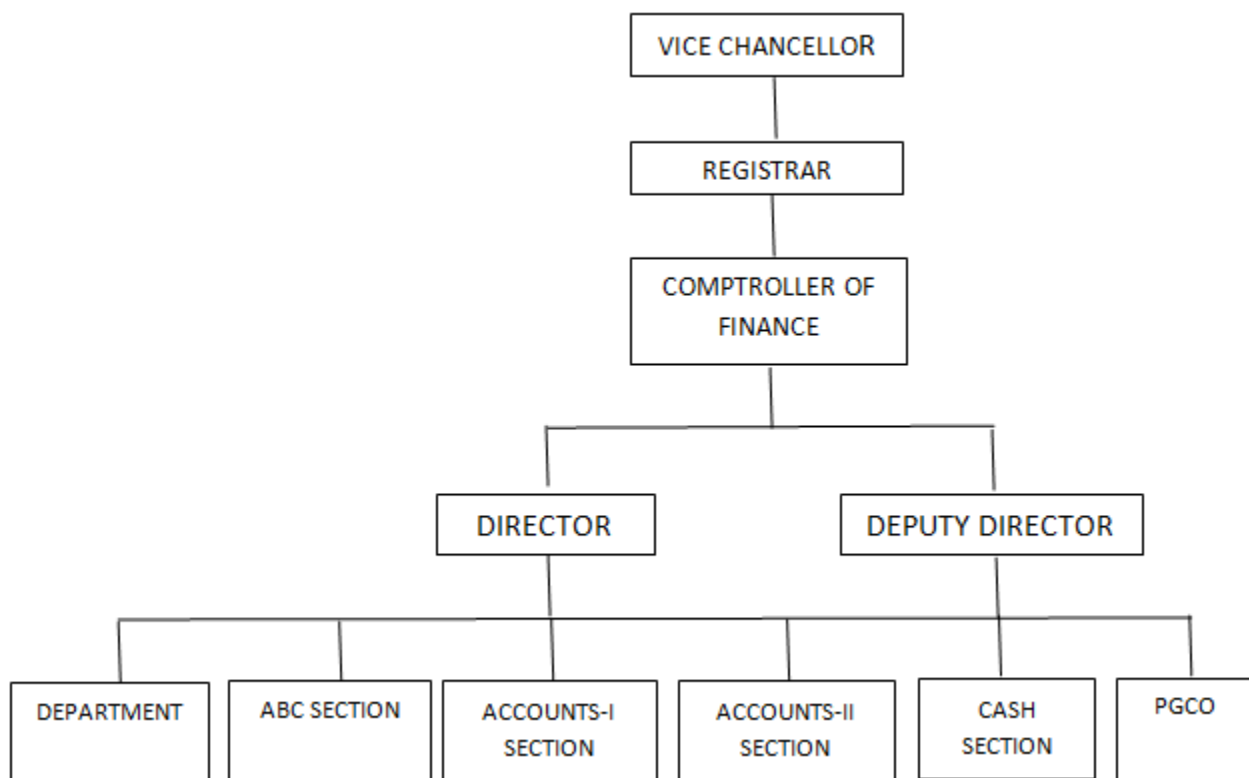 VICE CHANCELLOR
REGISTRAR
COMPTROLLER OF
FINANCE
DIRECTOR
DEPUTY DIRECTOR
DEPARTMENT
ABC SECTION
ACCOUNTS-I
SECTION
ACCOUNTS-II
SECTION
CASH
SECTION
PGCO